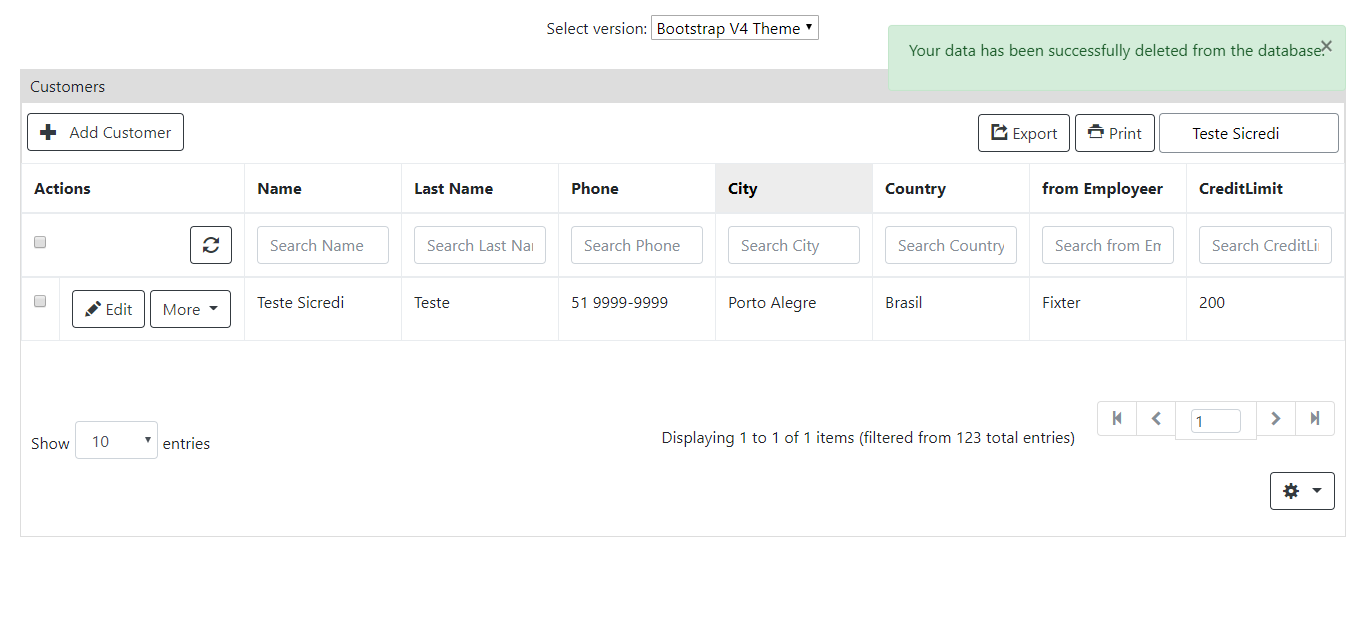 Select version: Bootstrap V4 Theme
Your data has been successfully deleted from the database.
Customers
Add Customer Export Print Teste Sicredi
Actions Name Last Name Phone City Country from Employeer CreditLimit
Search Name Search Last Nar Search Phone Search City Search Country Search from Em Search CreditLi
Edit More Teste Sicredi Teste 51 9999-9999 Porto Alegre Brasil Fixter 200
Show 10 entries Displaying 1 to 1 of 1 items (filtered from 123 total entries) 1